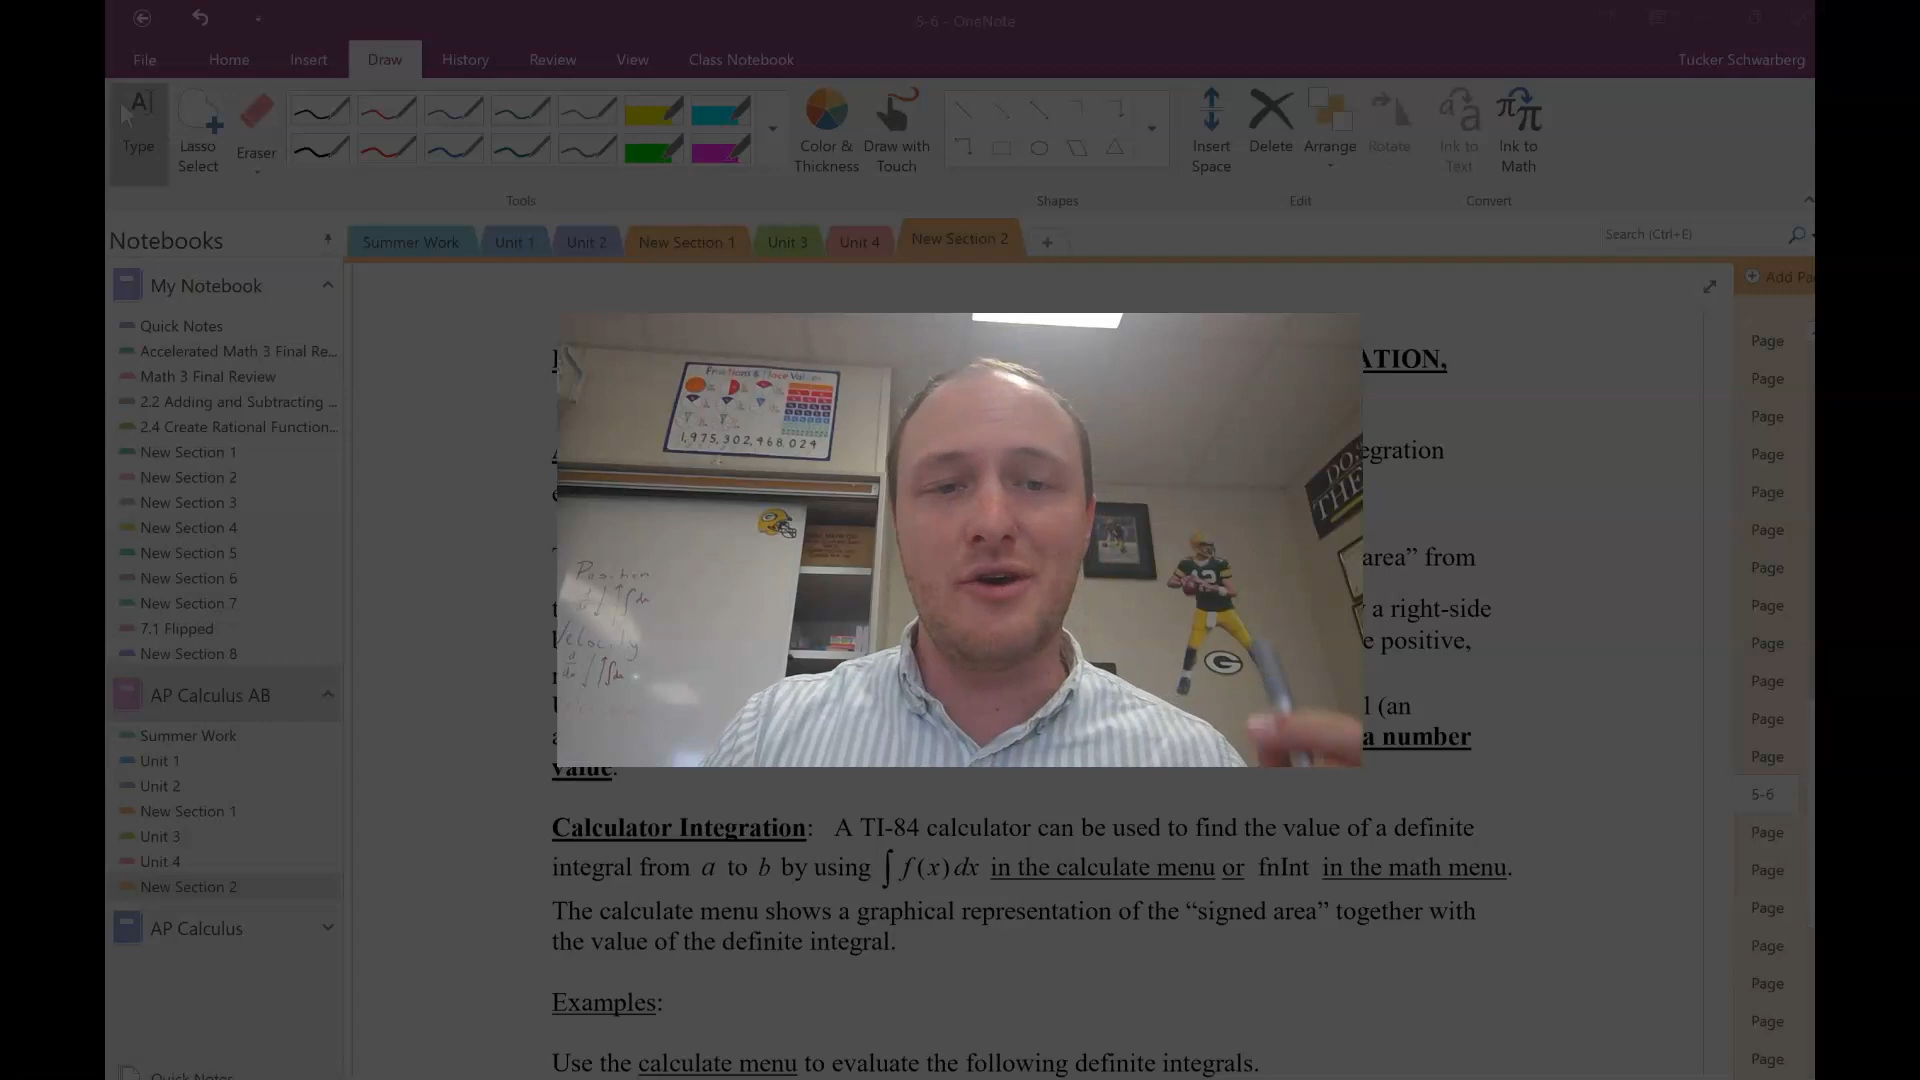 5-6 - OneNote
File Home Insert Draw History Review View Class Notebook
Tucker Schwarberg
Type
Lasso Select
Eraser
Color & Thickness
Draw with Touch
Insert Space
Delete
Arrange
Rotate
Ink to Text
Ink to Math
Tools Shapes Edit Convert
Notebooks
Summer Work Unit 1 Unit 2 New Section 1 Unit 3 Unit 4 New Section 2
Search (Ctrl+E)
Add Pa
My Notebook
Quick Notes
Accelerated Math 3 Final Re...
Math 3 Final Review
2.2 Adding and Subtracting ...
2.4 Create Rational Function...
New Section 1
New Section 2
New Section 3
New Section 4
New Section 5
New Section 6
New Section 7
7.1 Flipped
New Section 8
AP Calculus AB
Summer Work
Unit 1
Unit 2
New Section 1
Unit 3
Unit 4
New Section 2
AP Calculus
Quick Notes
ATION,
egration
area” from
a right-side
e positive,
l (an
a number
value.
Fractions & Place Value
1,975,302,468,024
Position
Velocity
DO
THE
12
G
Calculator Integration: A TI-84 calculator can be used to find the value of a definite
integral from a to b by using ∫ f(x) dx in the calculate menu or fnInt in the math menu.
The calculate menu shows a graphical representation of the “signed area” together with
the value of the definite integral.
Examples:
Use the calculate menu to evaluate the following definite integrals.
Page
Page
Page
Page
Page
Page
Page
Page
Page
Page
Page
Page
5-6
Page
Page
Page
Page
Page
Page
Page